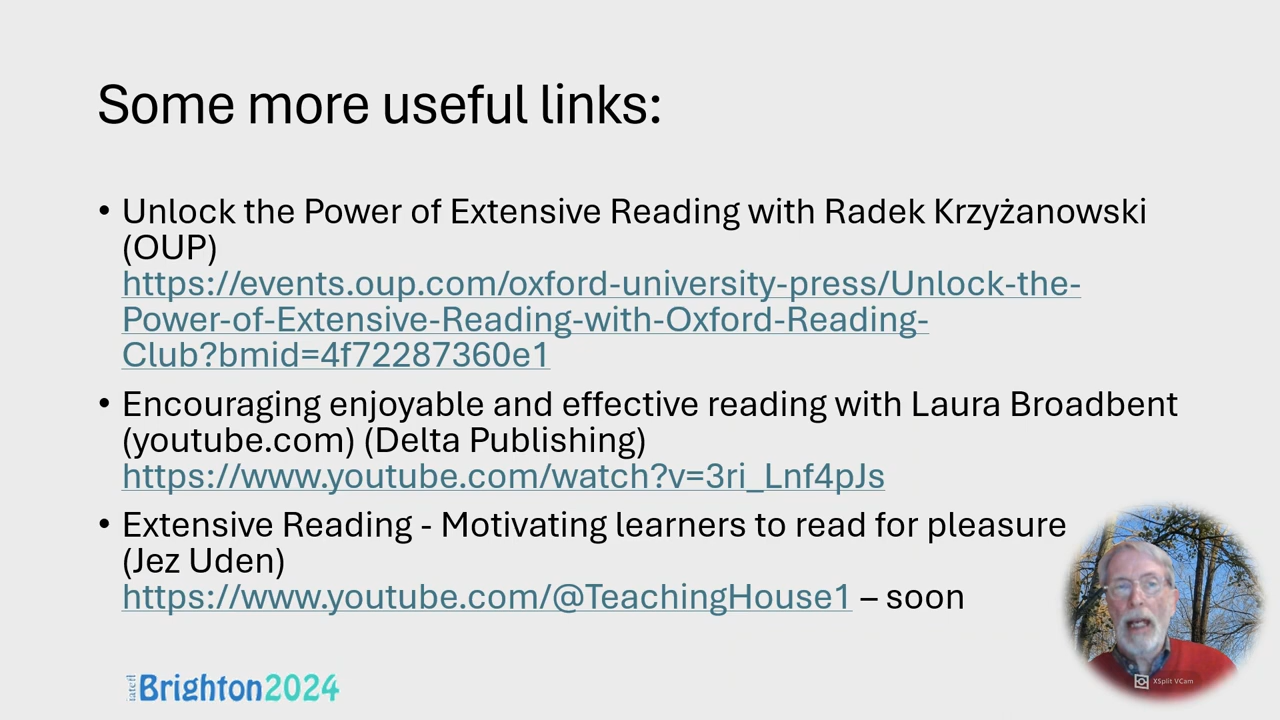 Some more useful links:
• Unlock the Power of Extensive Reading with Radek Krzyżanowski
(OUP)
https://events.oup.com/oxford-university-press/Unlock-the-
Power-of-Extensive-Reading-with-Oxford-Reading-
Club?bmid=4f72287360e1
• Encouraging enjoyable and effective reading with Laura Broadbent
(youtube.com) (Delta Publishing)
https://www.youtube.com/watch?v=3ri_Lnf4pJs
• Extensive Reading - Motivating learners to read for pleasure
(Jez Uden)
https://www.youtube.com/@TeachingHouse1 – soon
iatefl Brighton2024
XSplit VCam